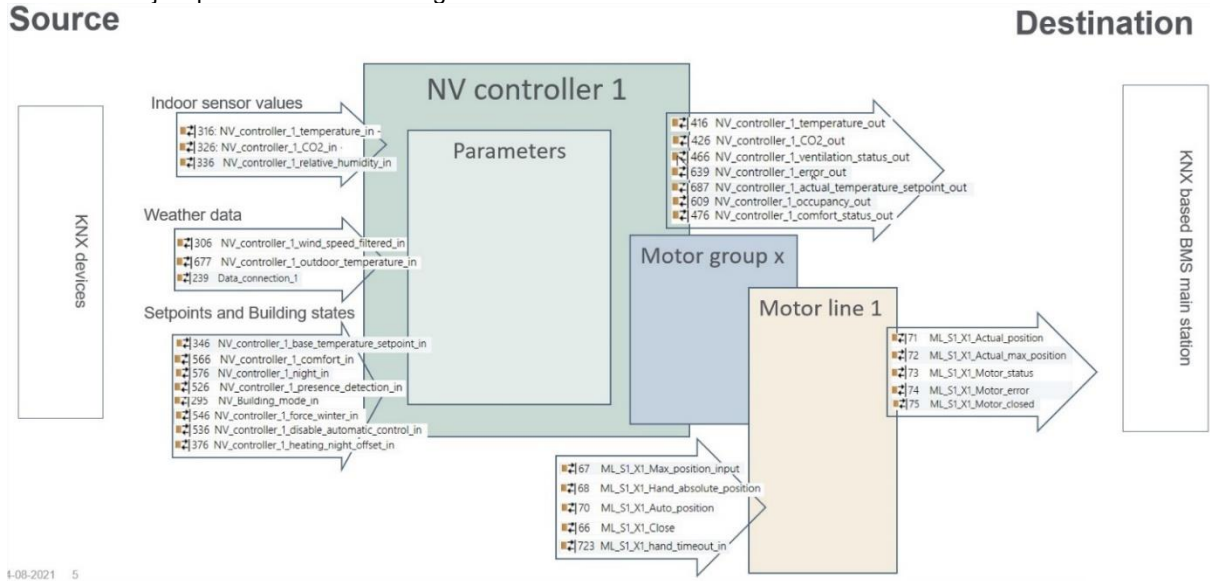 Source
Destination
KNX devices
Indoor sensor values
316: NV_controller_1_temperature_in -
326: NV_controller_1_CO2_in -
336 NV_controller_1_relative_humidity_in
Weather data
306 NV_controller_1_wind_speed_filtered_in
677 NV_controller_1_outdoor_temperature_in
239 Data_connection_1
Setpoints and Building states
346 NV_controller_1_base_temperature_setpoint_in
566 NV_controller_1_comfort_in
576 NV_controller_1_night_in
526 NV_controller_1_presence_detection_in
295 NV_Building_mode_in
546 NV_controller_1_force_winter_in
536 NV_controller_1_disable_automatic_control_in
376 NV_controller_1_heating_night_offset_in
NV controller 1
Parameters
416 NV_controller_1_temperature_out
426 NV_controller_1_CO2_out
466 NV_controller_1_ventilation_status_out
639 NV_controller_1_error_out
687 NV_controller_1_actual_temperature_setpoint_out
609 NV_controller_1_occupancy_out
476 NV_controller_1_comfort_status_out
Motor group x
Motor line 1
67 ML_S1_X1_Max_position_input
68 ML_S1_X1_Hand_absolute_position
70 ML_S1_X1_Auto_position
66 ML_S1_X1_Close
723 ML_S1_X1_hand_timeout_in
71 ML_S1_X1_Actual_position
72 ML_S1_X1_Actual_max_position
73 ML_S1_X1_Motor_status
74 ML_S1_X1_Motor_error
75 ML_S1_X1_Motor_closed
KNX based BMS main station
4-08-2021 5